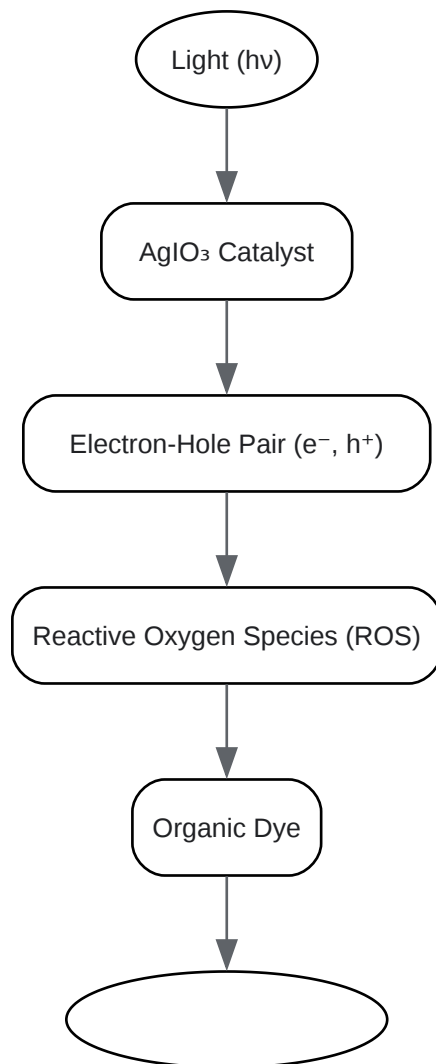 Light (hν)
AgIO₃ Catalyst
Electron-Hole Pair (e⁻, h⁺)
Reactive Oxygen Species (ROS)
Organic Dye